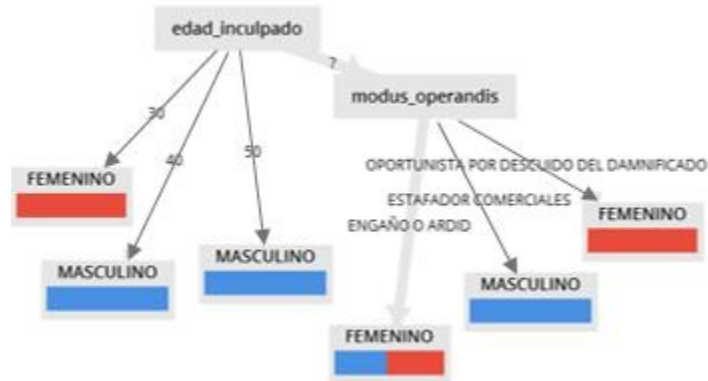 edad_inculpado
?
modus_operandis
30
40
50
OPORTUNISTA POR DESCUIDO DEL DAMNIFICADO
FEMENINO
ESTAFADOR COMERCIALES
FEMENINO
ENGAÑO O ARDID
MASCULINO
MASCULINO
MASCULINO
FEMENINO